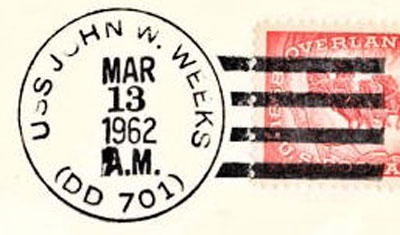 USS JOHN W. WEEKS
MAR
13
1962
A.M.
(DD 701)
OVERLAN